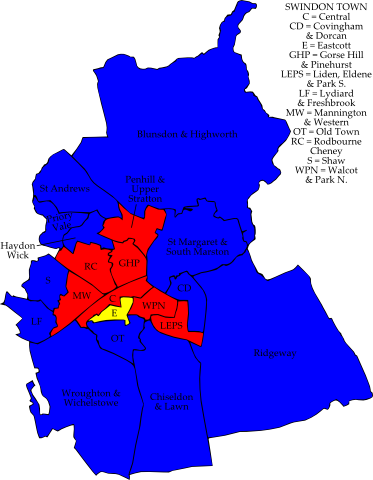 SWINDON TOWN
C = Central
CD = Covingham
& Dorcan
E = Eastcott
GHP = Gorse Hill
& Pinehurst
LEPS = Liden, Eldene
& Park S.
LF = Lydiard
& Freshbrook
MW = Mannington
& Western
OT = Old Town
RC = Rodbourne
Cheney
S = Shaw
WPN = Walcot
& Park N.
Blunsdon & Highworth
Penhill &
Upper
Stratton
St Andrews
St Margaret &
South Marston
Haydon
Wick
RC
GHP
S
CD
MW
C
WPN
E
LEPS
LF
OT
Ridgeway
Wroughton &
Wichelstowe
Chiseldon
& Lawn